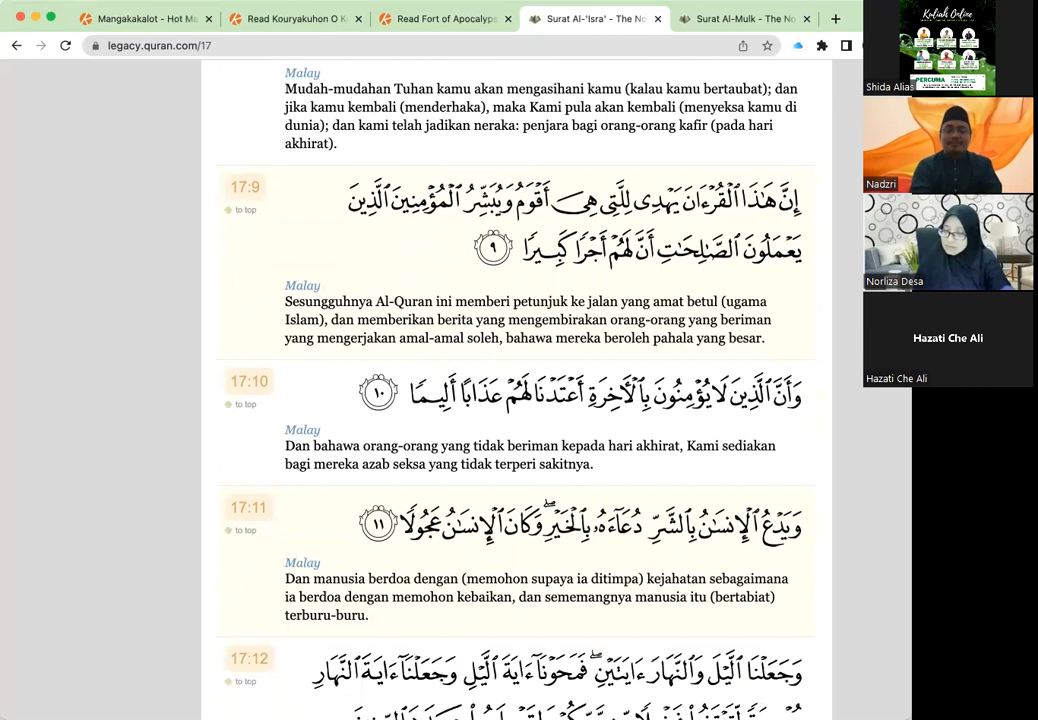 Mangakakalot - Hot Ma
Read Kouryakuhon O K
Read Fort of Apocalyps
Surat Al-'Isra' - The No
Surat Al-Mulk - The No
legacy.quran.com/17
Malay
Mudah-mudahan Tuhan kamu akan mengasihani kamu (kalau kamu bertaubat); dan
jika kamu kembali (menderhaka), maka Kami pula akan kembali (menyeksa kamu di
dunia); dan kami telah jadikan neraka: penjara bagi orang-orang kafir (pada hari
akhirat).
17:9
to top
إِنَّ هَٰذَا ٱلْقُرْءَانَ يَهْدِى لِلَّتِى هِىَ أَقْوَمُ وَيُبَشِّرُ ٱلْمُؤْمِنِينَ ٱلَّذِينَ
يَعْمَلُونَ ٱلصَّٰلِحَٰتِ أَنَّ لَهُمْ أَجْرًا كَبِيرًا ٩
Malay
Sesungguhnya Al-Quran ini memberi petunjuk ke jalan yang amat betul (ugama
Islam), dan memberikan berita yang mengembirakan orang-orang yang beriman
yang mengerjakan amal-amal soleh, bahawa mereka beroleh pahala yang besar.
17:10
to top
وَأَنَّ ٱلَّذِينَ لَا يُؤْمِنُونَ بِٱلْءَاخِرَةِ أَعْتَدْنَا لَهُمْ عَذَابًا أَلِيمًا ١٠
Malay
Dan bahawa orang-orang yang tidak beriman kepada hari akhirat, Kami sediakan
bagi mereka azab seksa yang tidak terperi sakitnya.
17:11
to top
وَيَدْعُ ٱلْإِنسَٰنُ بِٱلشَّرِّ دُعَآءَهُۥ بِٱلْخَيْرِ ۖ وَكَانَ ٱلْإِنسَٰنُ عَجُولًا ١١
Malay
Dan manusia berdoa dengan (memohon supaya ia ditimpa) kejahatan sebagaimana
ia berdoa dengan memohon kebaikan, dan sememangnya manusia itu (bertabiat)
terburu-buru.
17:12
to top
وَجَعَلْنَا ٱلَّيْلَ وَٱلنَّهَارَ ءَايَتَيْنِ ۖ فَمَحَوْنَآ ءَايَةَ ٱلَّيْلِ وَجَعَلْنَآ ءَايَةَ ٱلنَّهَارِ
Kuliah Online
PERCUMA
Shida Alias
Nadzri
Norliza Desa
Hazati Che Ali
Hazati Che Ali